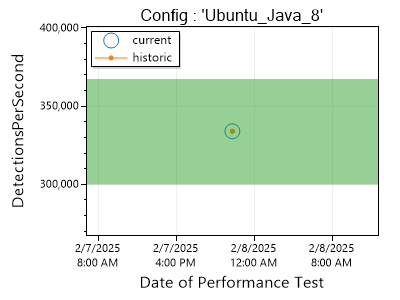 Config : 'Ubuntu_Java_8'
400,000
current
historic
350,000
300,000
DetectionsPerSecond
2/7/2025 2/7/2025 2/8/2025 2/8/2025
8:00 AM 4:00 PM 12:00 AM 8:00 AM
Date of Performance Test